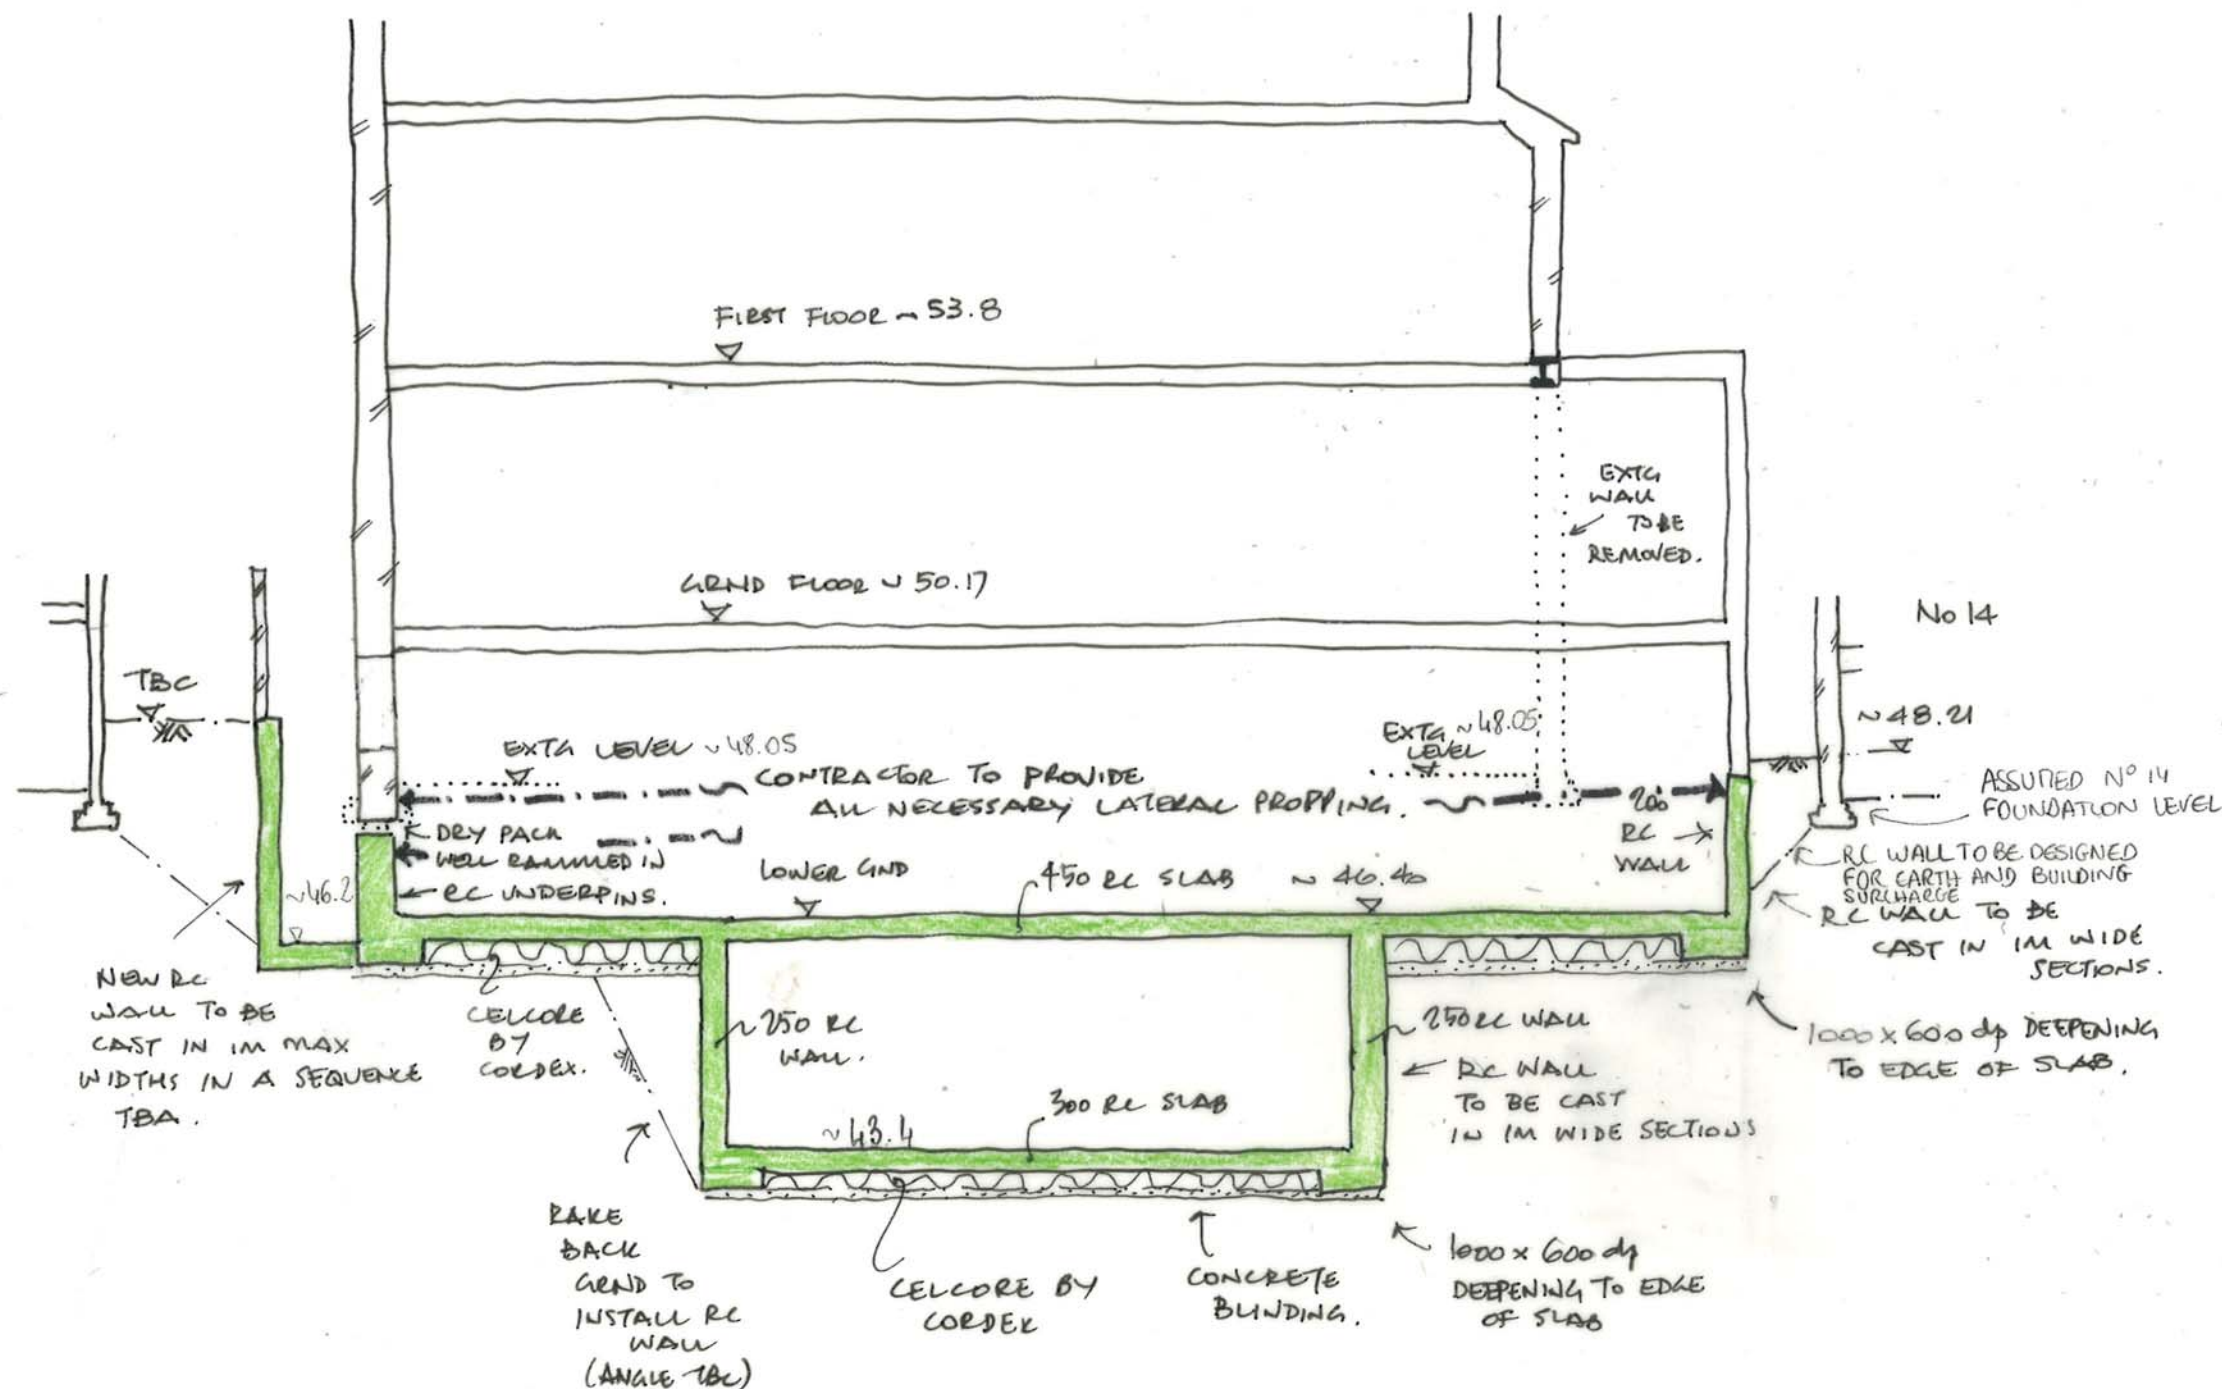 FIRST FLOOR ~ 53.8
EXTG
WALL
TO BE
REMOVED.
GRND FLOOR ~ 50.17
No 14
TBC
~48.21
EXTG LEVEL ~48.05
EXTG ~48.05
LEVEL
CONTRACTOR TO PROVIDE
ALL NECESSARY LATERAL PROPPING.
200
RC
WALL
ASSUMED No 14
FOUNDATION LEVEL
DRY PACK
WELL RAMMED IN
RC UNDERPINS.
LOWER GND
450 RC SLAB
~ 46.40
RC WALL TO BE DESIGNED
FOR EARTH AND BUILDING
SURCHARGE
RC WALL TO BE
CAST IN 1M WIDE
SECTIONS.
~46.2
NEW RC
WALL TO BE
CAST IN 1M MAX
WIDTHS IN A SEQUENCE
TBA.
CELCORE
BY
CORDEX.
250 RC
WALL.
250 RC WALL
RC WALL
TO BE CAST
IN 1M WIDE SECTIONS
1000 x 600 dp DEEPENING
TO EDGE OF SLAB.
~43.4
300 RC SLAB
RAKE
BACK
GRND TO
INSTALL RC
WALL
(ANGLE TBC)
CELCORE BY
CORDEK
CONCRETE
BLINDING.
1000 x 600 dp
DEEPENING TO EDGE
OF SLAB